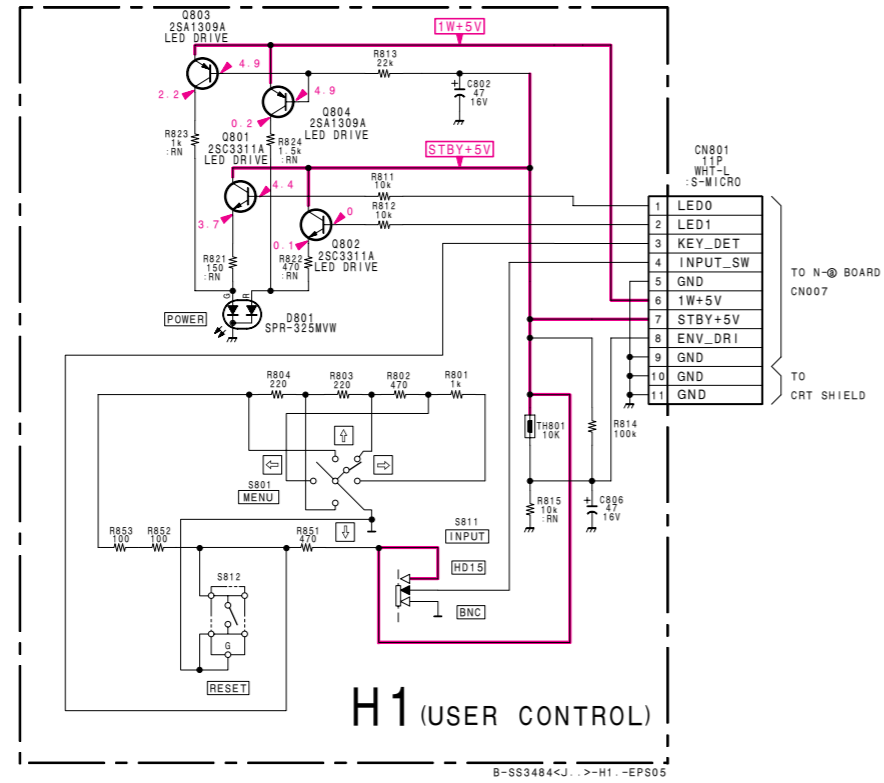 Q803
2SA1309A
LED DRIVE
1W+5V
R813
22k
4.9
2.2
C802
47
16V
+
4.9
0.2
Q804
2SA1309A
LED DRIVE
R823
1k
:RN
Q801
2SC3311A
LED DRIVE
R824
1.5k
:RN
STBY+5V
4.4
3.7
R811
10k
R812
10k
0
0.1
Q802
2SC3311A
LED DRIVE
R821
150
:RN
R822
470
:RN
G
R
POWER
D801
SPR-325MVW
CN801
11P
WHT-L
:S-MICRO
1 LED0
2 LED1
3 KEY_DET
4 INPUT_SW
5 GND
6 1W+5V
7 STBY+5V
8 ENV_DRI
9 GND
10 GND
11 GND
TO N-Ⓑ BOARD
CN007
TO
CRT SHIELD
R804
220
R803
220
R802
470
R801
1k
TH801
10K
R814
100k
R815
10k
:RN
+
C806
47
16V
S801
MENU
⇧
⇦
⇨
⇩
R853
100
R852
100
R851
470
S811
INPUT
HD15
BNC
S812
G
RESET
H1 (USER CONTROL)
B-SS3484<J..>-H1.-EPS05